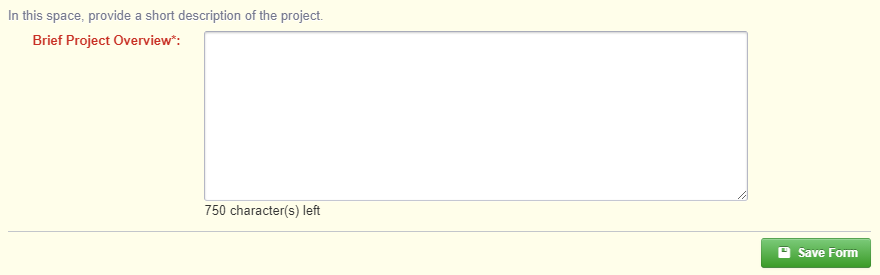 In this space, provide a short description of the project.
Brief Project Overview*:
750 character(s) left
Save Form